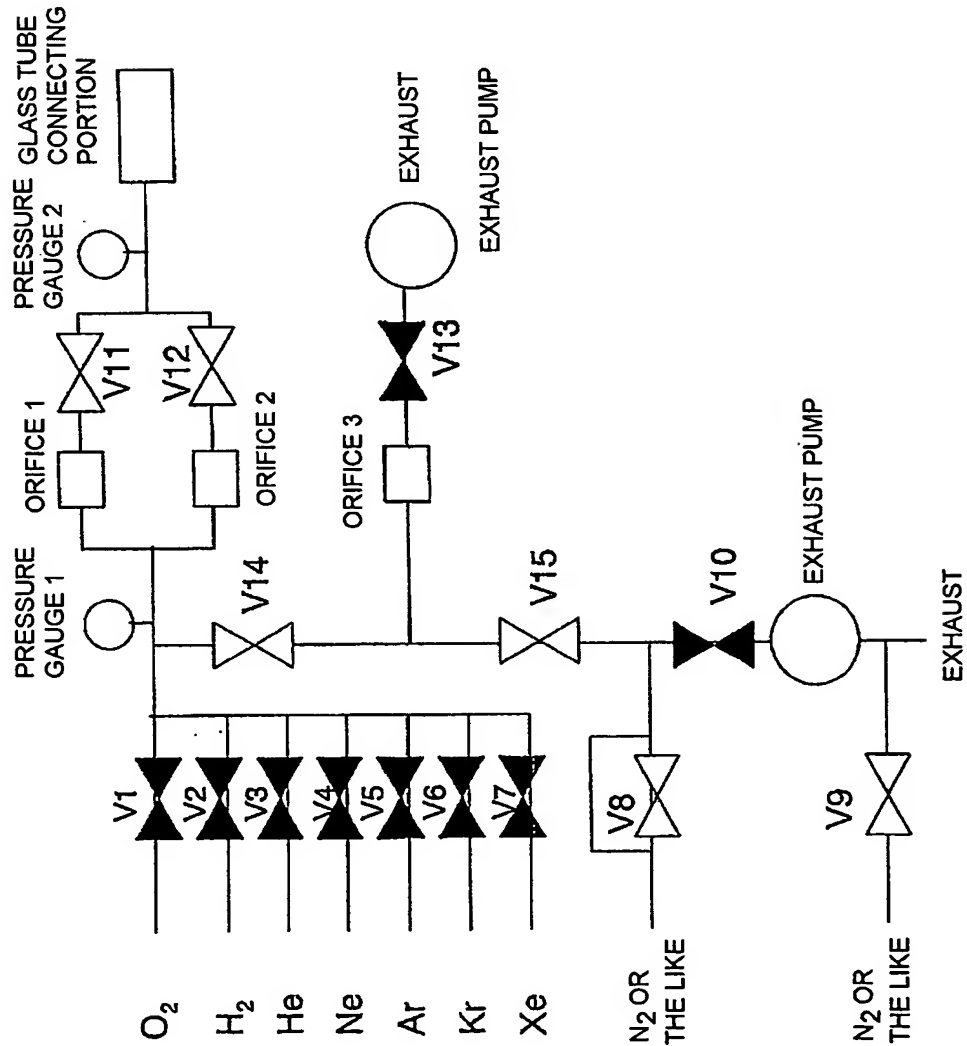 PRESSURE
GAUGE 2
GLASS TUBE
CONNECTING
PORTION
ORIFICE 1
V11
V12
ORIFICE 2
PRESSURE
GAUGE 1
V14
ORIFICE 3
V13
EXHAUST
EXHAUST PUMP
V15
V10
EXHAUST PUMP
EXHAUST
O2
V1
H2
V2
He
V3
Ne
V4
Ar
V5
Kr
V6
Xe
V7
N2 OR
THE LIKE
V8
N2 OR
THE LIKE
V9